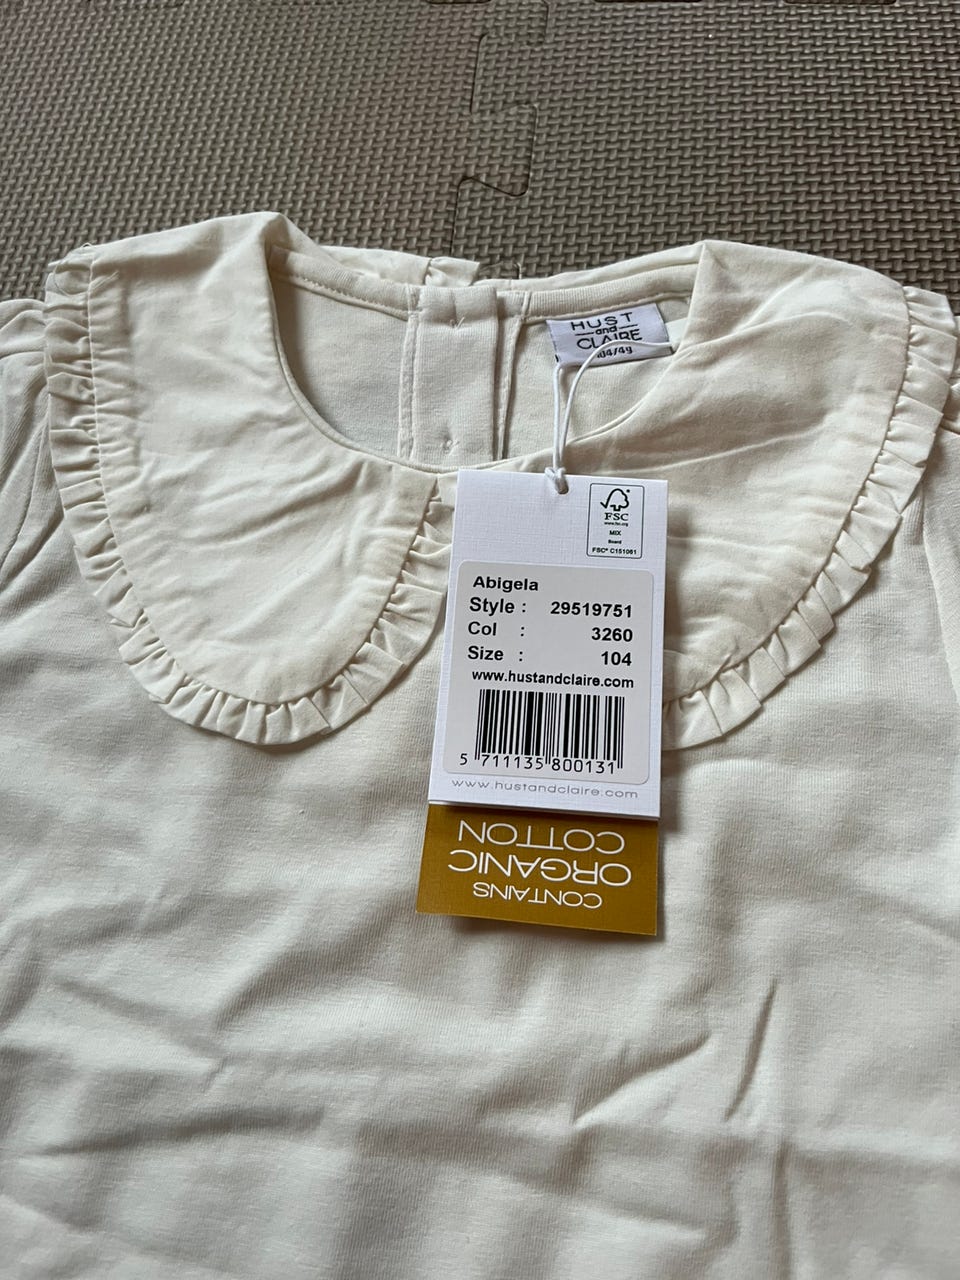 HUST
and
CLAIRE
104/4y
FSC
www.fsc.org
MIX
Board
FSC® C151061
Abigela
Style : 29519751
Col : 3260
Size : 104
www.hustandclaire.com
5 711135 800131
www.hustandclaire.com
CONTAINS
ORGANIC
COTTON